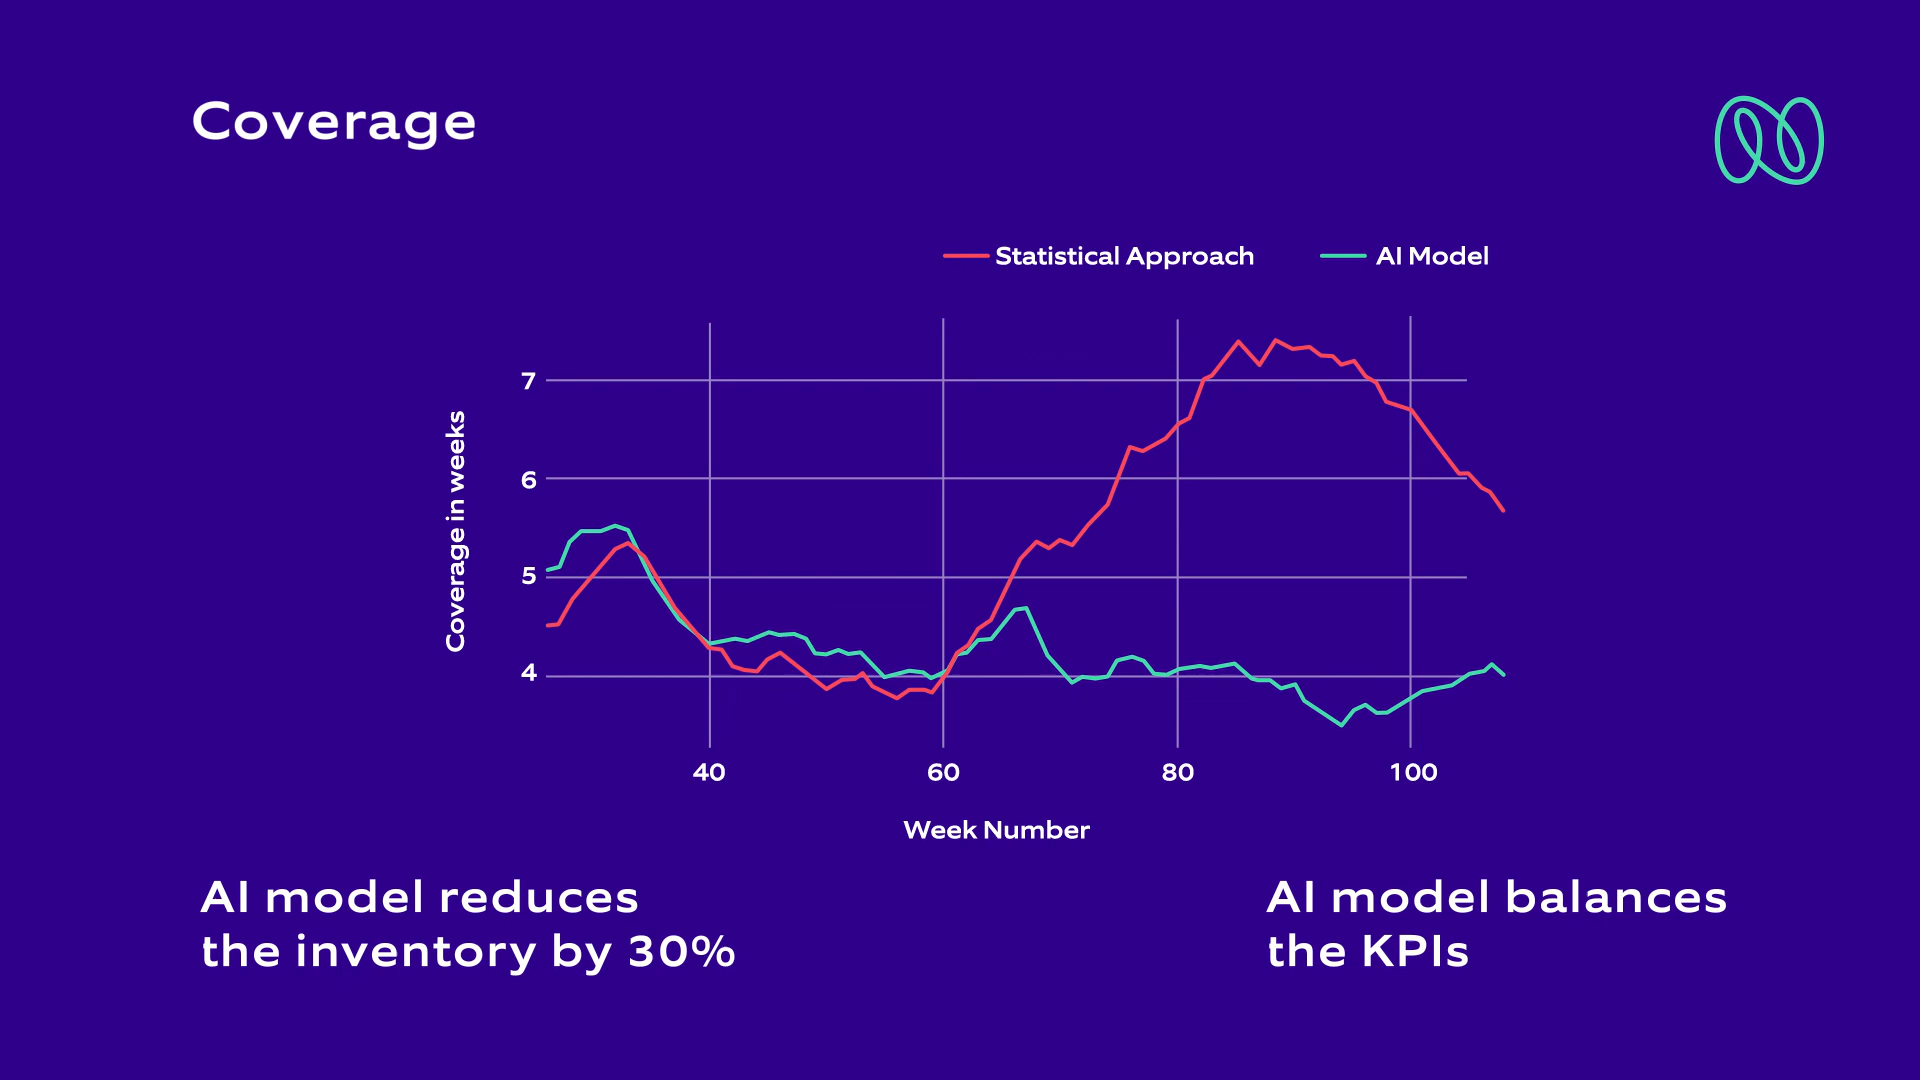 Coverage
Statistical Approach
AI Model
7
6
5
4
Coverage in weeks
40
60
80
100
Week Number
AI model reduces
the inventory by 30%
AI model balances
the KPIs